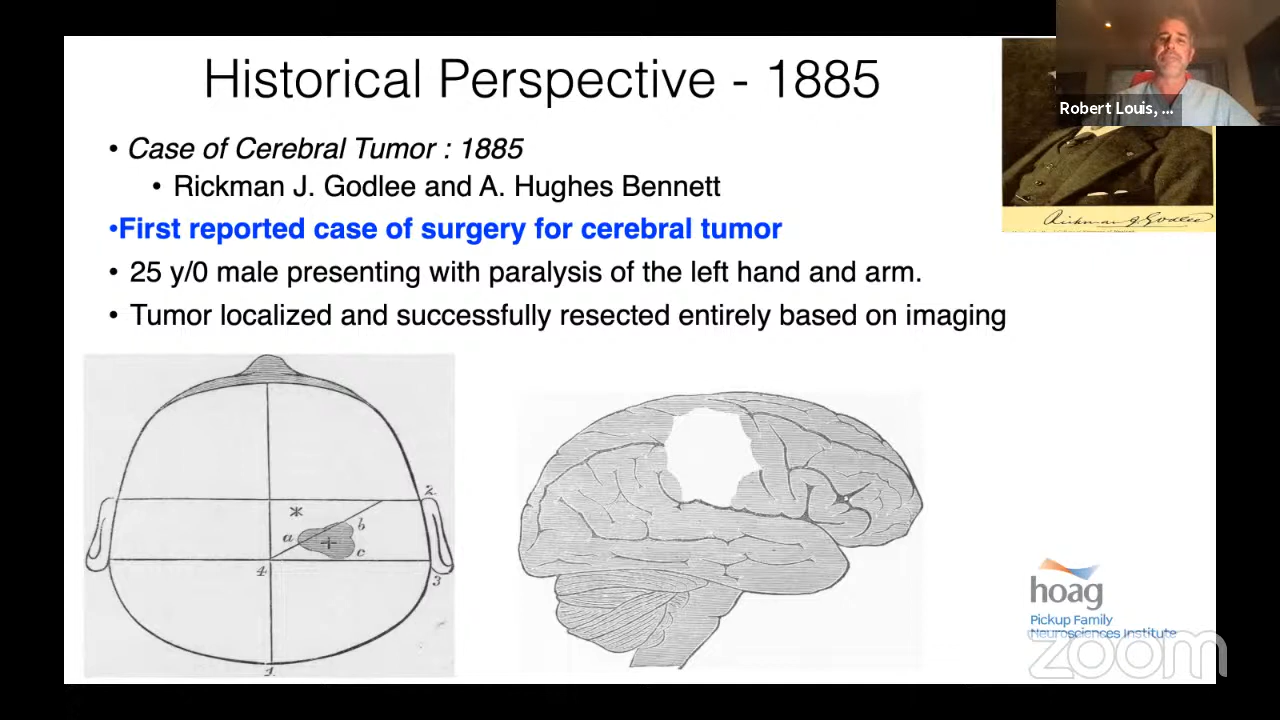 Historical Perspective - 1885
Robert Louis, ...
• Case of Cerebral Tumor : 1885
• Rickman J. Godlee and A. Hughes Bennett
•First reported case of surgery for cerebral tumor
• 25 y/0 male presenting with paralysis of the left hand and arm.
• Tumor localized and successfully resected entirely based on imaging
Rickman J. Godlee
2.
*
b
a
+
c
4
3
1.
hoag
Pickup Family
Neurosciences Institute
zoom